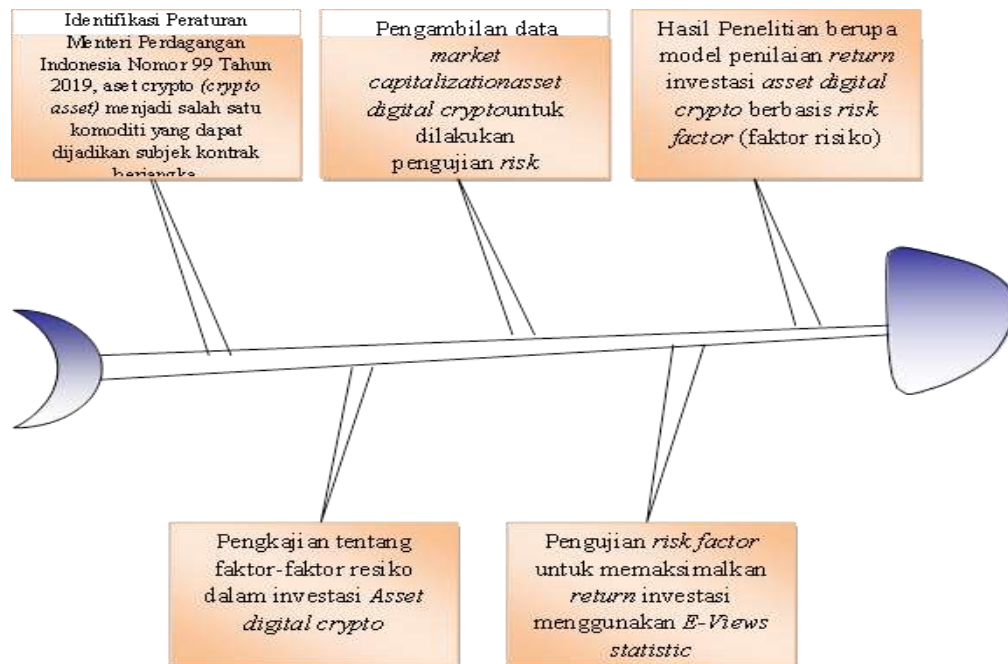 Identifikasi Peraturan
Menteri Perdagangan
Indonesia Nomor 99 Tahun
2019, aset crypto (crypto
asset) menjadi salah satu
komoditi yang dapat
dijadikan subjek kontrak
berjangka
Pengambilan data
market
capitalizationasset
digital cryptountuk
dilakukan
pengujian risk
Hasil Penelitian berupa
model penilaian return
investasi asset digital
crypto berbasis risk
factor (faktor risiko)
Pengkajian tentang
faktor-faktor resiko
dalam investasi Asset
digital crypto
Pengujian risk factor
untuk memaksimalkan
return investasi
menggunakan E-Views
statistic